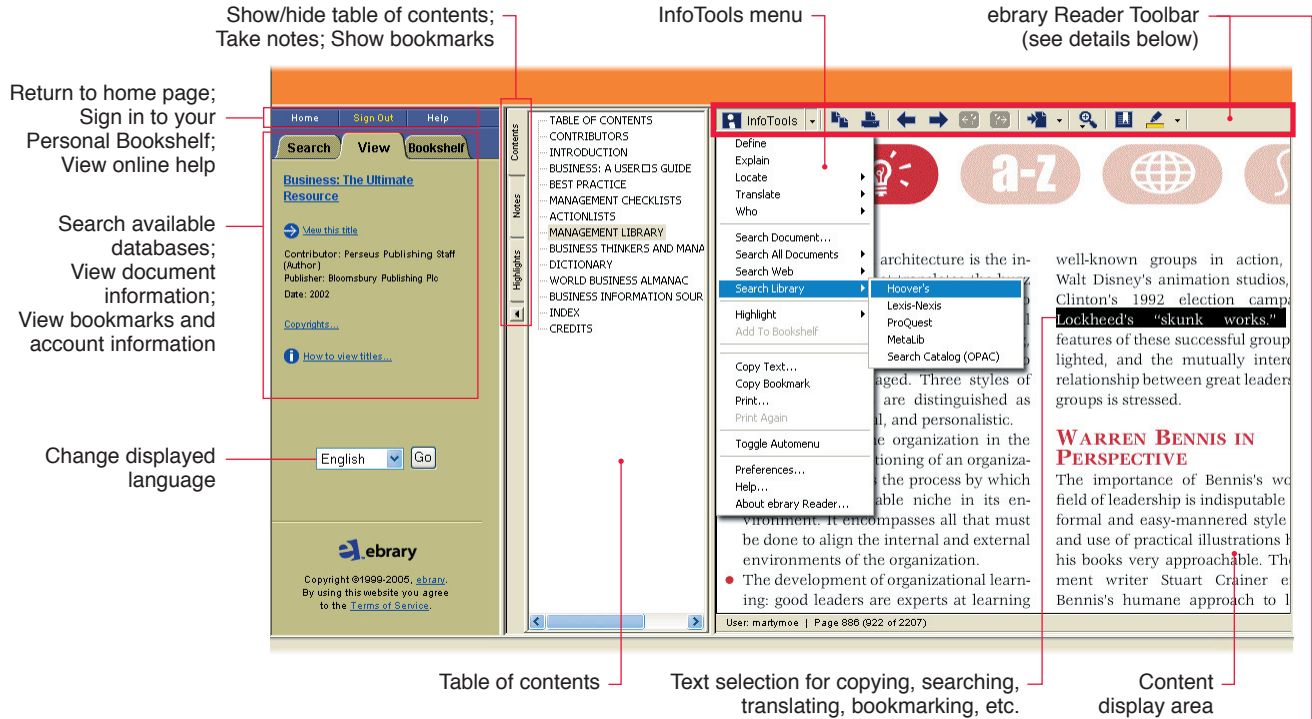 Show/hide table of contents;
Take notes; Show bookmarks
InfoTools menu
ebrary Reader Toolbar
(see details below)
Return to home page;
Sign in to your
Personal Bookshelf;
View online help
Search available
databases;
View document
information;
View bookmarks and
account information
Change displayed
language
Home
Sign Out
Help
Search
View
Bookshelf
Business: The Ultimate
Resource
View this title
Contributor: Perseus Publishing Staff
(Author)
Publisher: Bloomsbury Publishing Plc
Date: 2002
Copyrights...
How to view titles...
English
Go
ebrary
Copyright ©1999-2005, ebrary.
By using this website you agree
to the Terms of Service.
Contents
Notes
Highlights
TABLE OF CONTENTS
CONTRIBUTORS
INTRODUCTION
BUSINESS: A USER□S GUIDE
BEST PRACTICE
MANAGEMENT CHECKLISTS
ACTIONLISTS
MANAGEMENT LIBRARY
BUSINESS THINKERS AND MANA
DICTIONARY
WORLD BUSINESS ALMANAC
BUSINESS INFORMATION SOUR
INDEX
CREDITS
InfoTools
Define
Explain
Locate
Translate
Who
Search Document...
Search All Documents
Search Web
Search Library
Highlight
Add To Bookshelf
Copy Text...
Copy Bookmark
Print...
Print Again
Toggle Automenu
Preferences...
Help...
About ebrary Reader...
Hoover's
Lexis-Nexis
ProQuest
MetaLib
Search Catalog (OPAC)
a-z
architecture is the in-
aged. Three styles of
are distinguished as
al, and personalistic.
e organization in the
tioning of an organiza-
s the process by which
able niche in its en-
vironment. It encompasses all that must
be done to align the internal and external
environments of the organization.
The development of organizational learn-
ing: good leaders are experts at learning
well-known groups in action,
Walt Disney's animation studios,
Clinton's 1992 election campa
Lockheed's "skunk works."
features of these successful group
lighted, and the mutually interd
relationship between great leaders
groups is stressed.
WARREN BENNIS IN
PERSPECTIVE
The importance of Bennis's wo
field of leadership is indisputable
formal and easy-mannered style
and use of practical illustrations h
his books very approachable. The
ment writer Stuart Crainer e
Bennis's humane approach to l
User: martymoe | Page 886 (922 of 2207)
Table of contents
Text selection for copying, searching,
translating, bookmarking, etc.
Content
display area